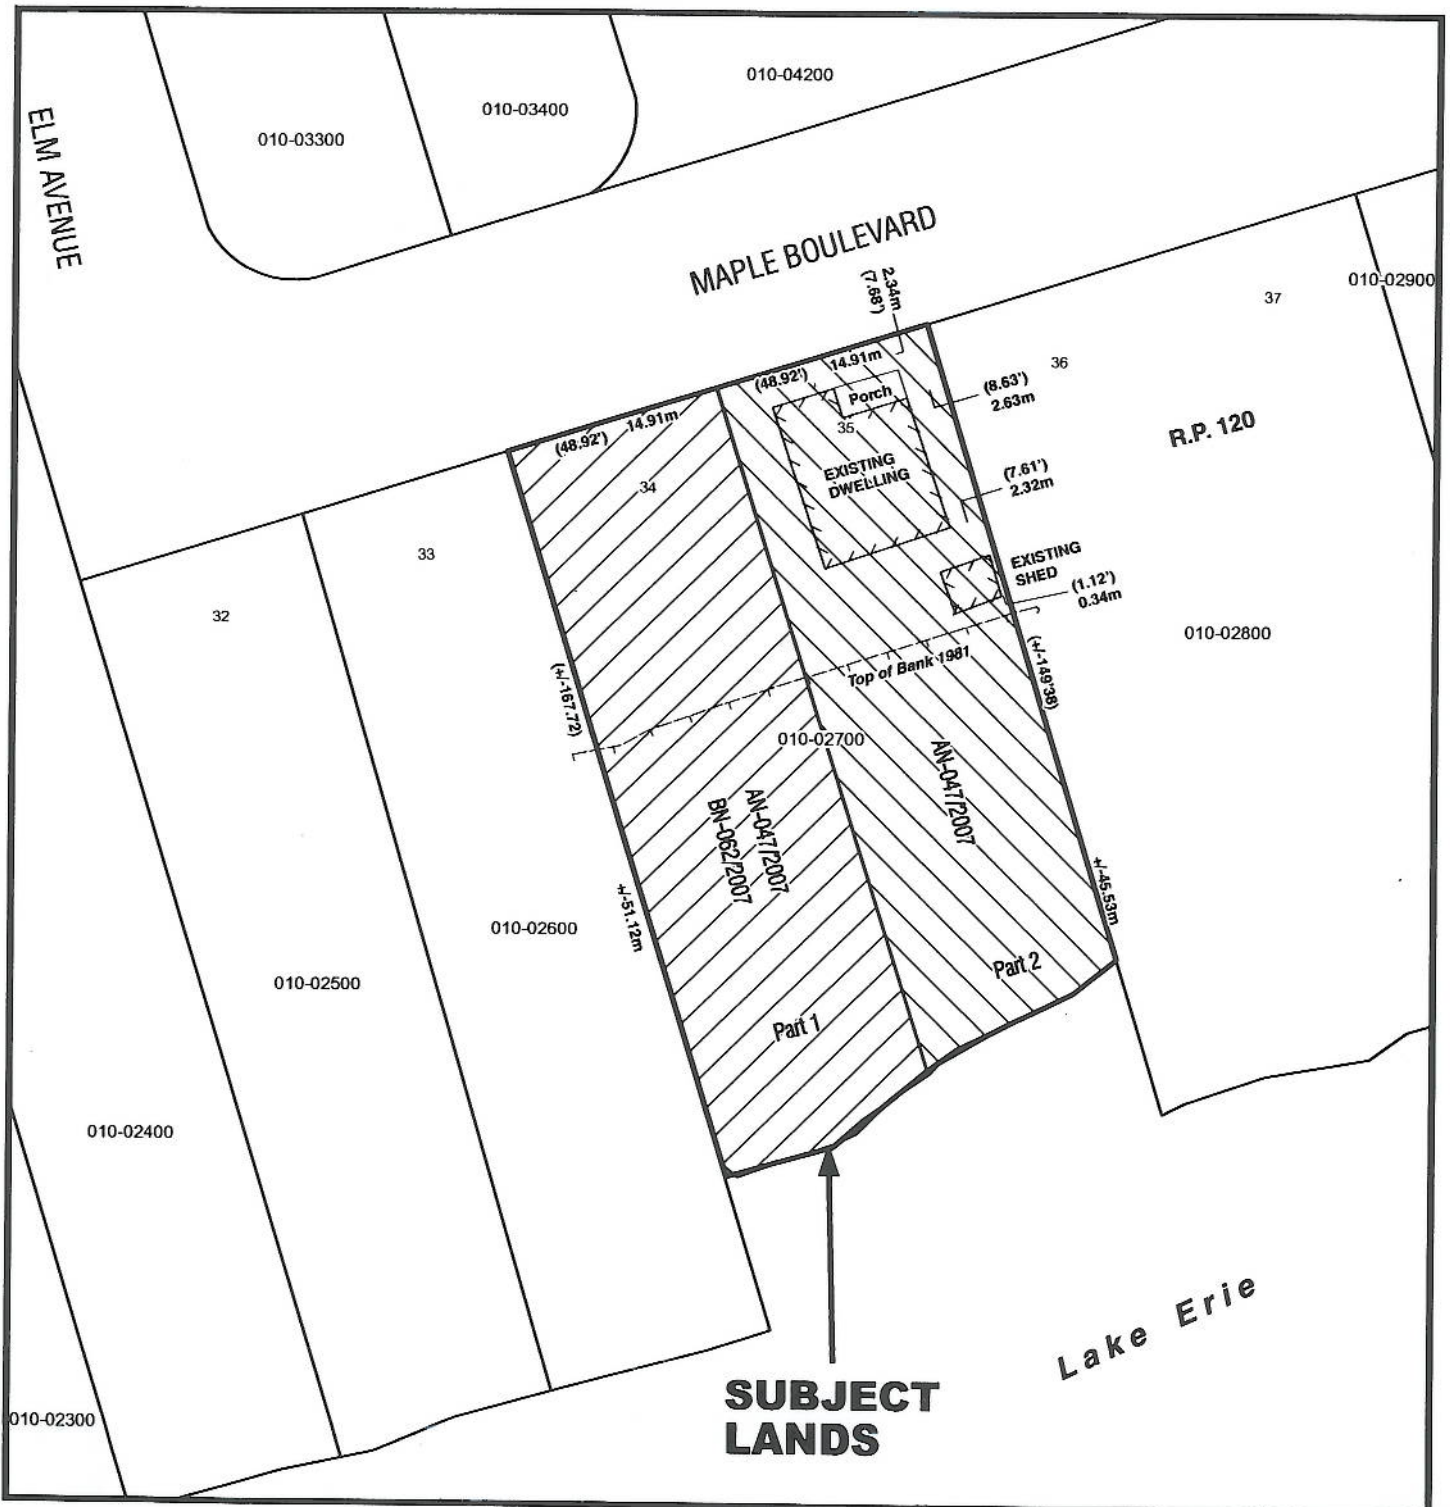 010-04200
010-03400
010-03300
ELM AVENUE
MAPLE BOULEVARD
2.34m
(7.68')
010-02900
37
36
(8.63')
2.63m
R.P. 120
(48.92') 14.91m
Porch
35
EXISTING
DWELLING
(48.92') 14.91m
34
(7.61')
2.32m
33
32
EXISTING
SHED
(1.12')
0.34m
010-02800
Top of Bank 1981
(+/-149'38)
(+/-167.72)
010-02700
AN-047/2007
AN-047/2007
BN-062/2007
+/-45.53m
+/-51.12m
010-02600
010-02500
010-02400
010-02300
Part 2
Part 1
Lake Erie
SUBJECT
LANDS